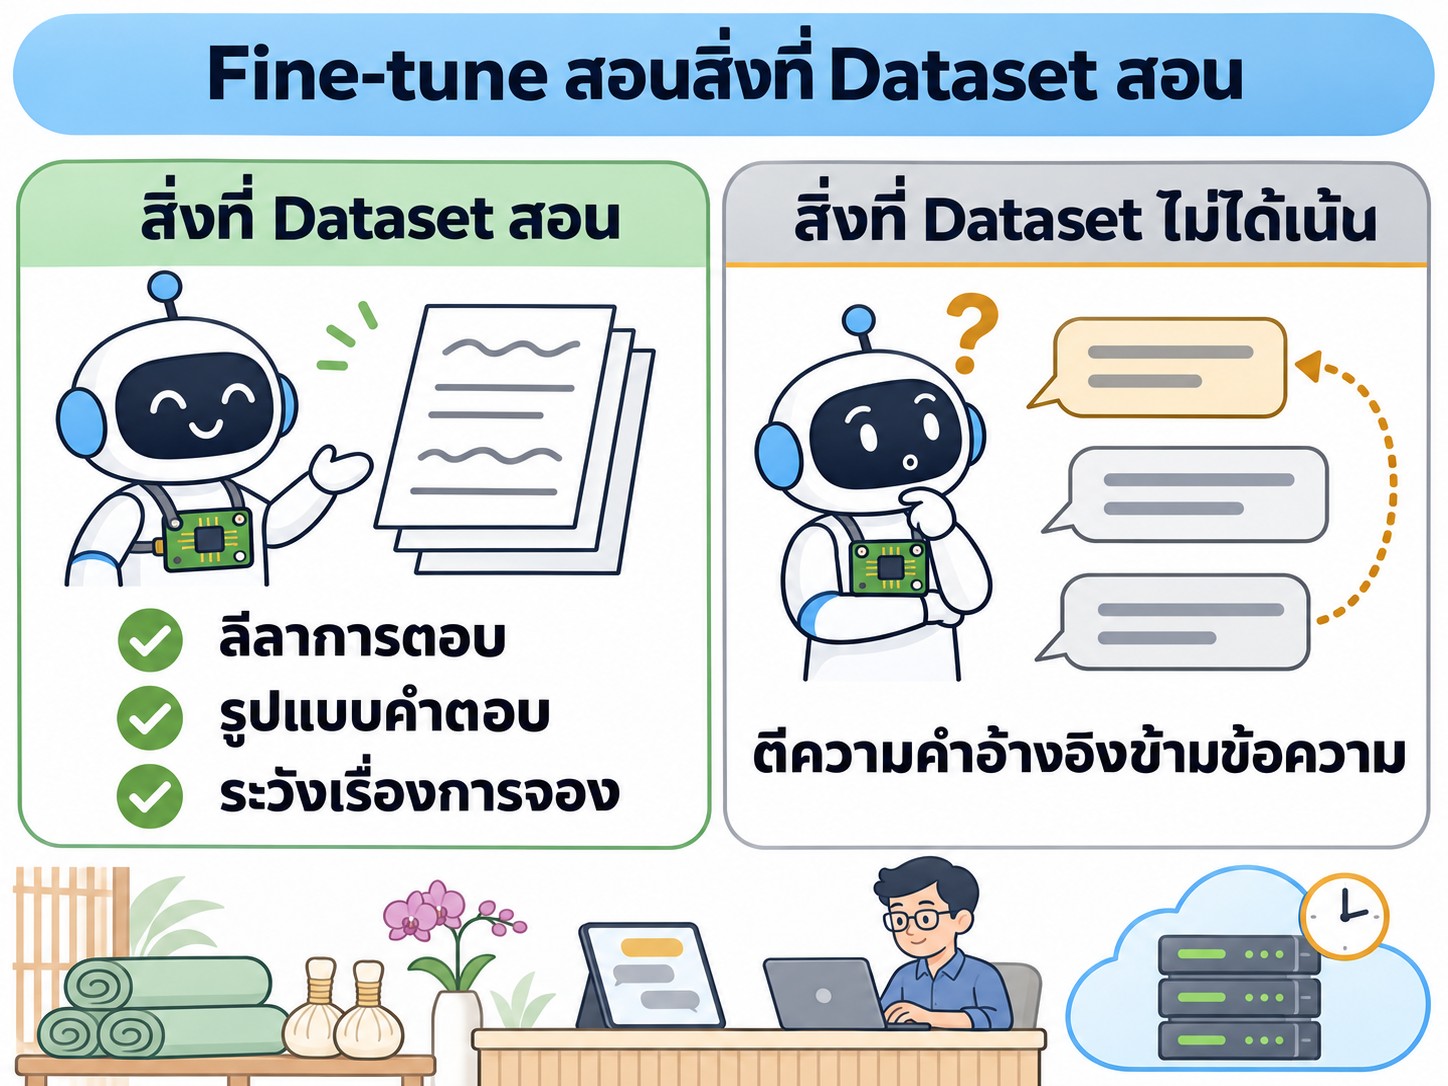 Fine-tune สอนสิ่งที่ Dataset สอน
สิ่งที่ Dataset สอน
ลีลาการตอบ
รูปแบบคำตอบ
ระวังเรื่องการจอง
สิ่งที่ Dataset ไม่ได้เน้น
?
ตีความคำอ้างอิงข้ามข้อความ